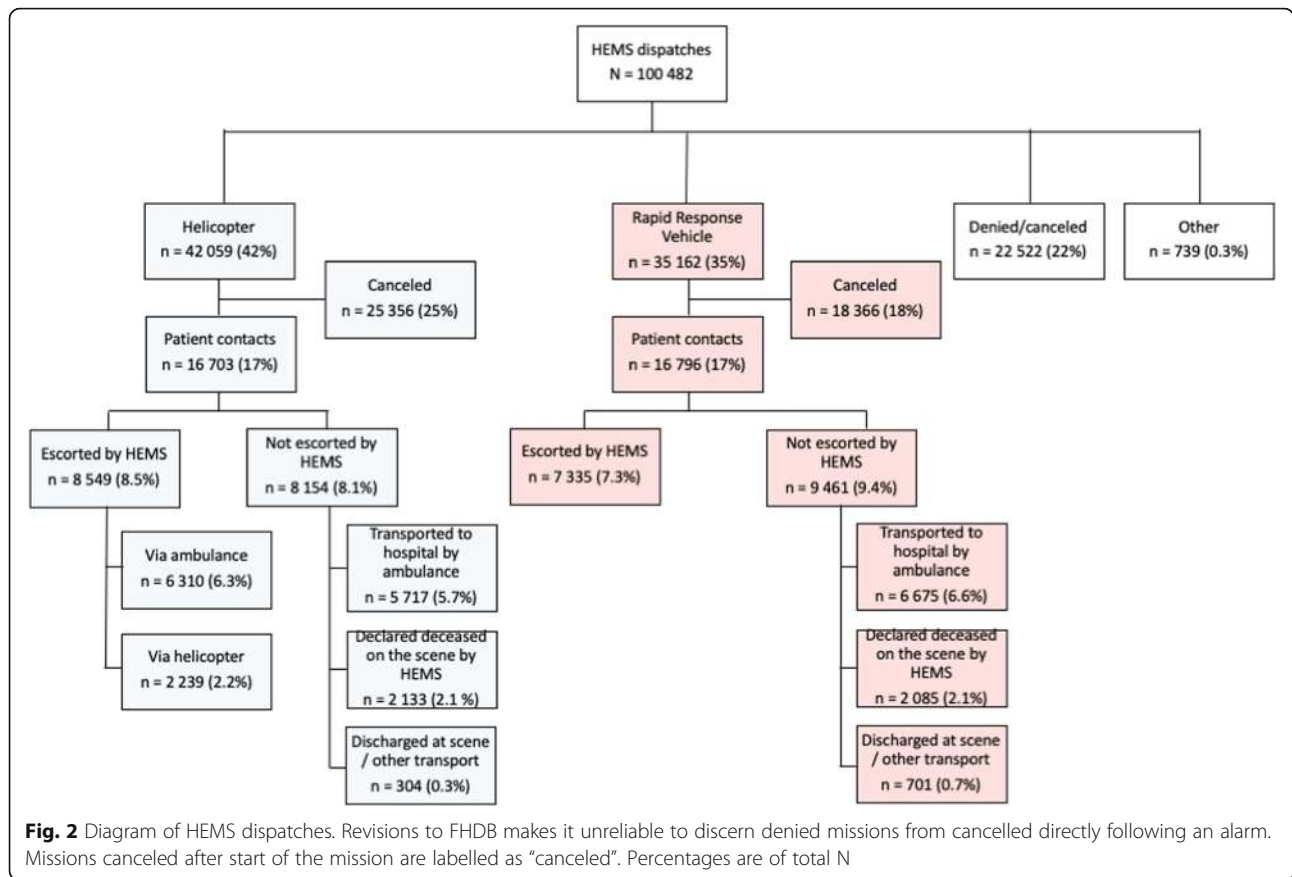 HEMS dispatches
N = 100 482
Helicopter
n = 42 059 (42%)
Canceled
n = 25 356 (25%)
Patient contacts
n = 16 703 (17%)
Escorted by HEMS
n = 8 549 (8.5%)
Via ambulance
n = 6 310 (6.3%)
Via helicopter
n = 2 239 (2.2%)
Not escorted by
HEMS
n = 8 154 (8.1%)
Transported to
hospital by
ambulance
n = 5 717 (5.7%)
Declared deceased
on the scene by
HEMS
n = 2 133 (2.1 %)
Discharged at scene
/ other transport
n = 304 (0.3%)
Rapid Response
Vehicle
n = 35 162 (35%)
Canceled
n = 18 366 (18%)
Patient contacts
n = 16 796 (17%)
Escorted by HEMS
n = 7 335 (7.3%)
Not escorted by
HEMS
n = 9 461 (9.4%)
Transported to
hospital by
ambulance
n = 6 675 (6.6%)
Declared deceased
on the scene by
HEMS
n = 2 085 (2.1%)
Discharged at scene
/ other transport
n = 701 (0.7%)
Denied/canceled
n = 22 522 (22%)
Other
n = 739 (0.3%)
Fig. 2 Diagram of HEMS dispatches. Revisions to FHDB makes it unreliable to discern denied missions from cancelled directly following an alarm.
Missions canceled after start of the mission are labelled as “canceled”. Percentages are of total N